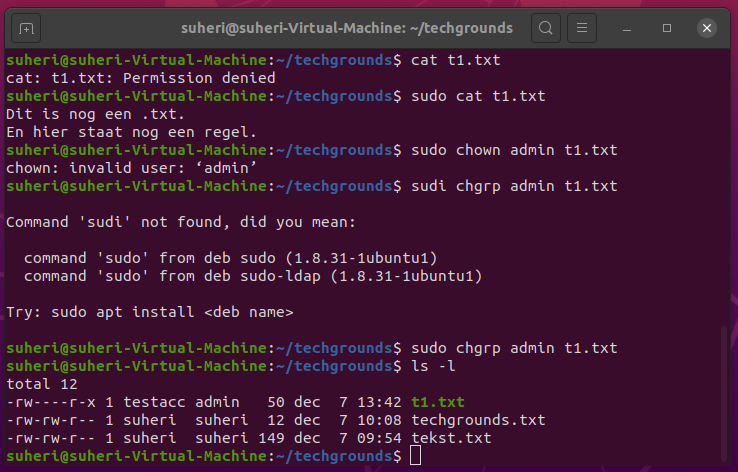 suheri@suheri-Virtual-Machine: ~/techgrounds
suheri@suheri-Virtual-Machine:~/techgrounds$ cat t1.txt
cat: t1.txt: Permission denied
suheri@suheri-Virtual-Machine:~/techgrounds$ sudo cat t1.txt
Dit is nog een .txt.
En hier staat nog een regel.
suheri@suheri-Virtual-Machine:~/techgrounds$ sudo chown admin t1.txt
chown: invalid user: ‘admin’
suheri@suheri-Virtual-Machine:~/techgrounds$ sudi chgrp admin t1.txt

Command 'sudi' not found, did you mean:

  command 'sudo' from deb sudo (1.8.31-1ubuntu1)
  command 'sudo' from deb sudo-ldap (1.8.31-1ubuntu1)

Try: sudo apt install <deb name>

suheri@suheri-Virtual-Machine:~/techgrounds$ sudo chgrp admin t1.txt
suheri@suheri-Virtual-Machine:~/techgrounds$ ls -l
total 12
-rw----r-x 1 testacc admin   50 dec  7 13:42 t1.txt
-rw-rw-r-- 1 suheri  suheri  12 dec  7 10:08 techgrounds.txt
-rw-rw-r-- 1 suheri  suheri 149 dec  7 09:54 tekst.txt
suheri@suheri-Virtual-Machine:~/techgrounds$